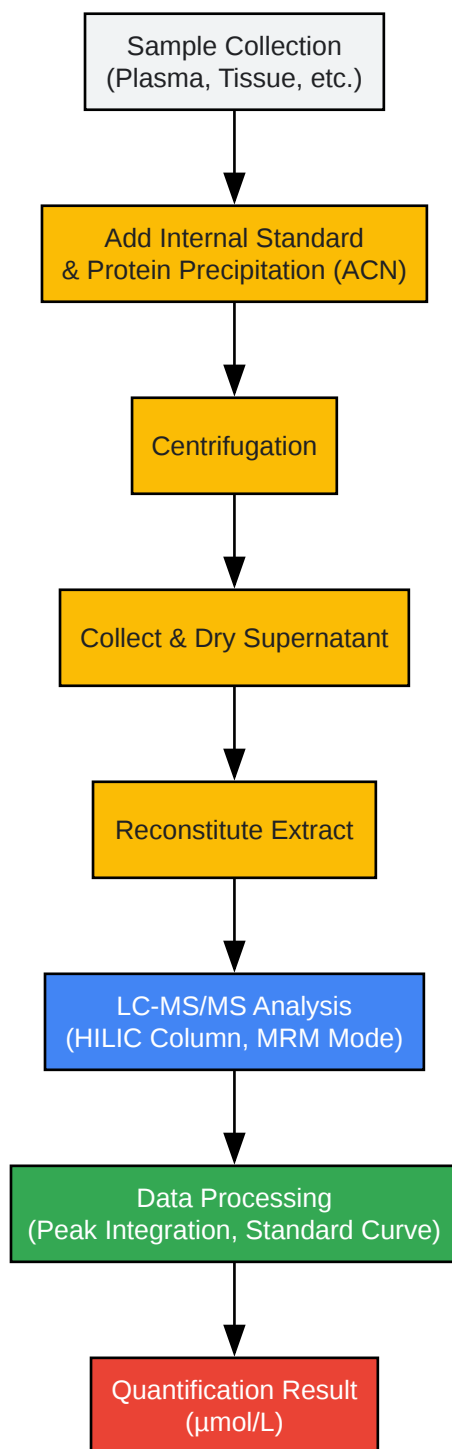 Sample Collection
(Plasma, Tissue, etc.)
Add Internal Standard
& Protein Precipitation (ACN)
Centrifugation
Collect & Dry Supernatant
Reconstitute Extract
LC-MS/MS Analysis
(HILIC Column, MRM Mode)
Data Processing
(Peak Integration, Standard Curve)
Quantification Result
(µmol/L)